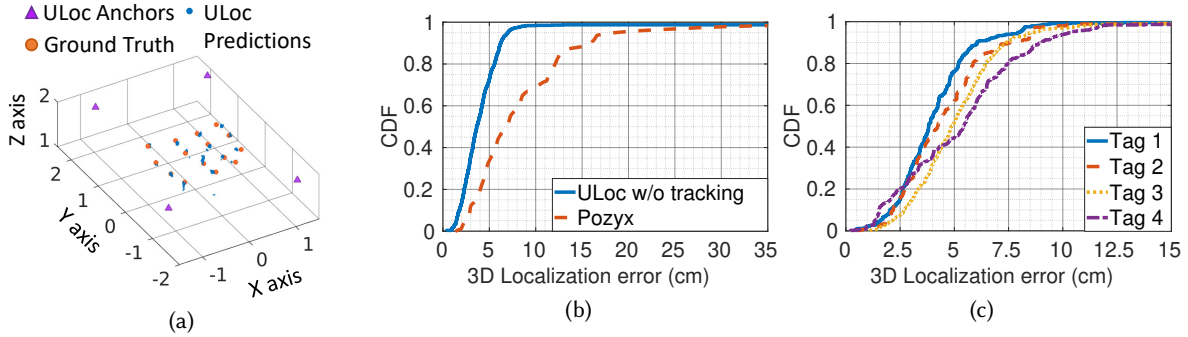 ULoc Anchors
ULoc Predictions
Ground Truth
Z axis
2
1
2
1
0
-1
-2
Y axis
-1
0
1
X axis
(a)
1
0.8
0.6
0.4
0.2
0
CDF
ULoc w/o tracking
Pozyx
0 5 10 15 20 25 30 35
3D Localization error (cm)
(b)
1
0.8
0.6
0.4
0.2
0
CDF
Tag 1
Tag 2
Tag 3
Tag 4
0 2.5 5 7.5 10 12.5 15
3D Localization error (cm)
(c)